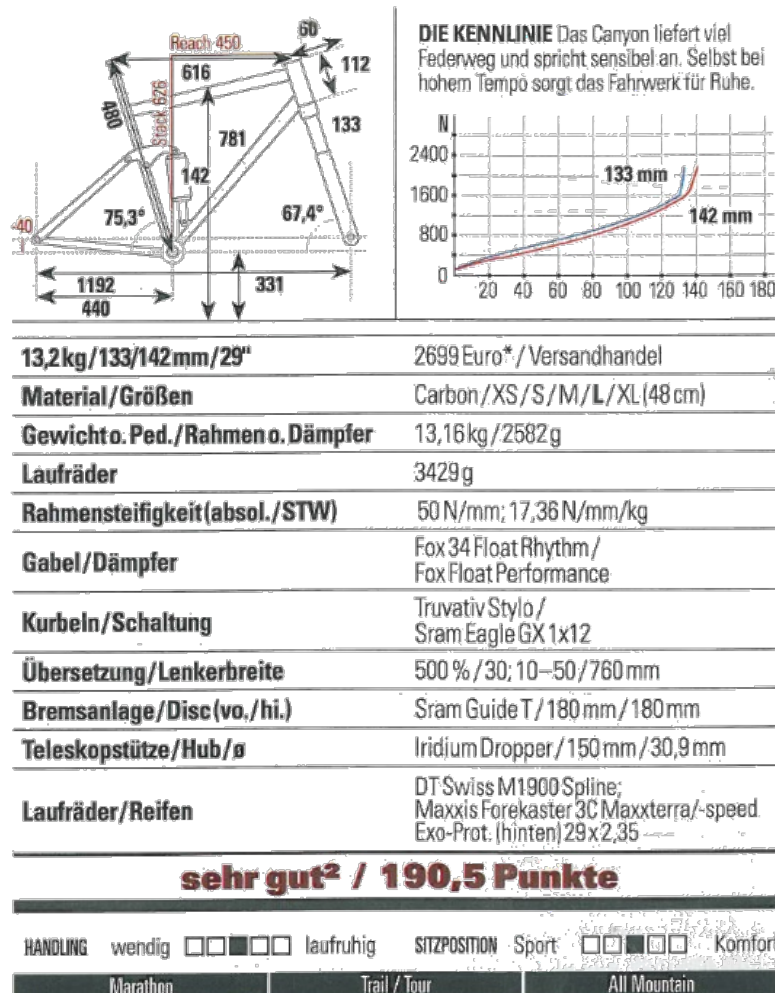 60
Reach 450
616
112
Stack 626
480
781
133
142
75,3°
67,4°
-40
1192
331
440
DIE KENNLINIE Das Canyon liefert viel
Federweg und spricht sensibel an. Selbst bei
hohem Tempo sorgt das Fahrwerk für Ruhe.
N
2400
1600
800
0
133 mm
142 mm
20 40 60 80 100 120 140 160 180
13,2 kg/133/142 mm/29" 2699 Euro*/Versandhandel
Material/Größen Carbon/XS/S/M/L/XL (48 cm)
Gewicht o. Ped./Rahmen o. Dämpfer 13,16 kg/2582 g
Laufräder 3429 g
Rahmensteifigkeit (absol./STW) 50 N/mm; 17,36 N/mm/kg
Gabel/Dämpfer Fox 34 Float Rhythm/
Fox Float Performance
Kurbeln/Schaltung Truvativ Stylo/
Sram Eagle GX 1x12
Übersetzung/Lenkerbreite 500 %/30; 10–50/760 mm
Bremsanlage/Disc (vo./hi.) Sram Guide T/180 mm/180 mm
Teleskopstütze/Hub/ø Iridium Dropper/150 mm/30,9 mm
Laufräder/Reifen DT Swiss M1900 Spline;
Maxxis Forekaster 3C Maxxterra/-speed
Exo-Prot. (hinten) 29 x 2,35
sehr gut² / 190,5 Punkte
HANDLING wendig laufruhig SITZPOSITION Sport Komfort
Marathon Trail / Tour All Mountain